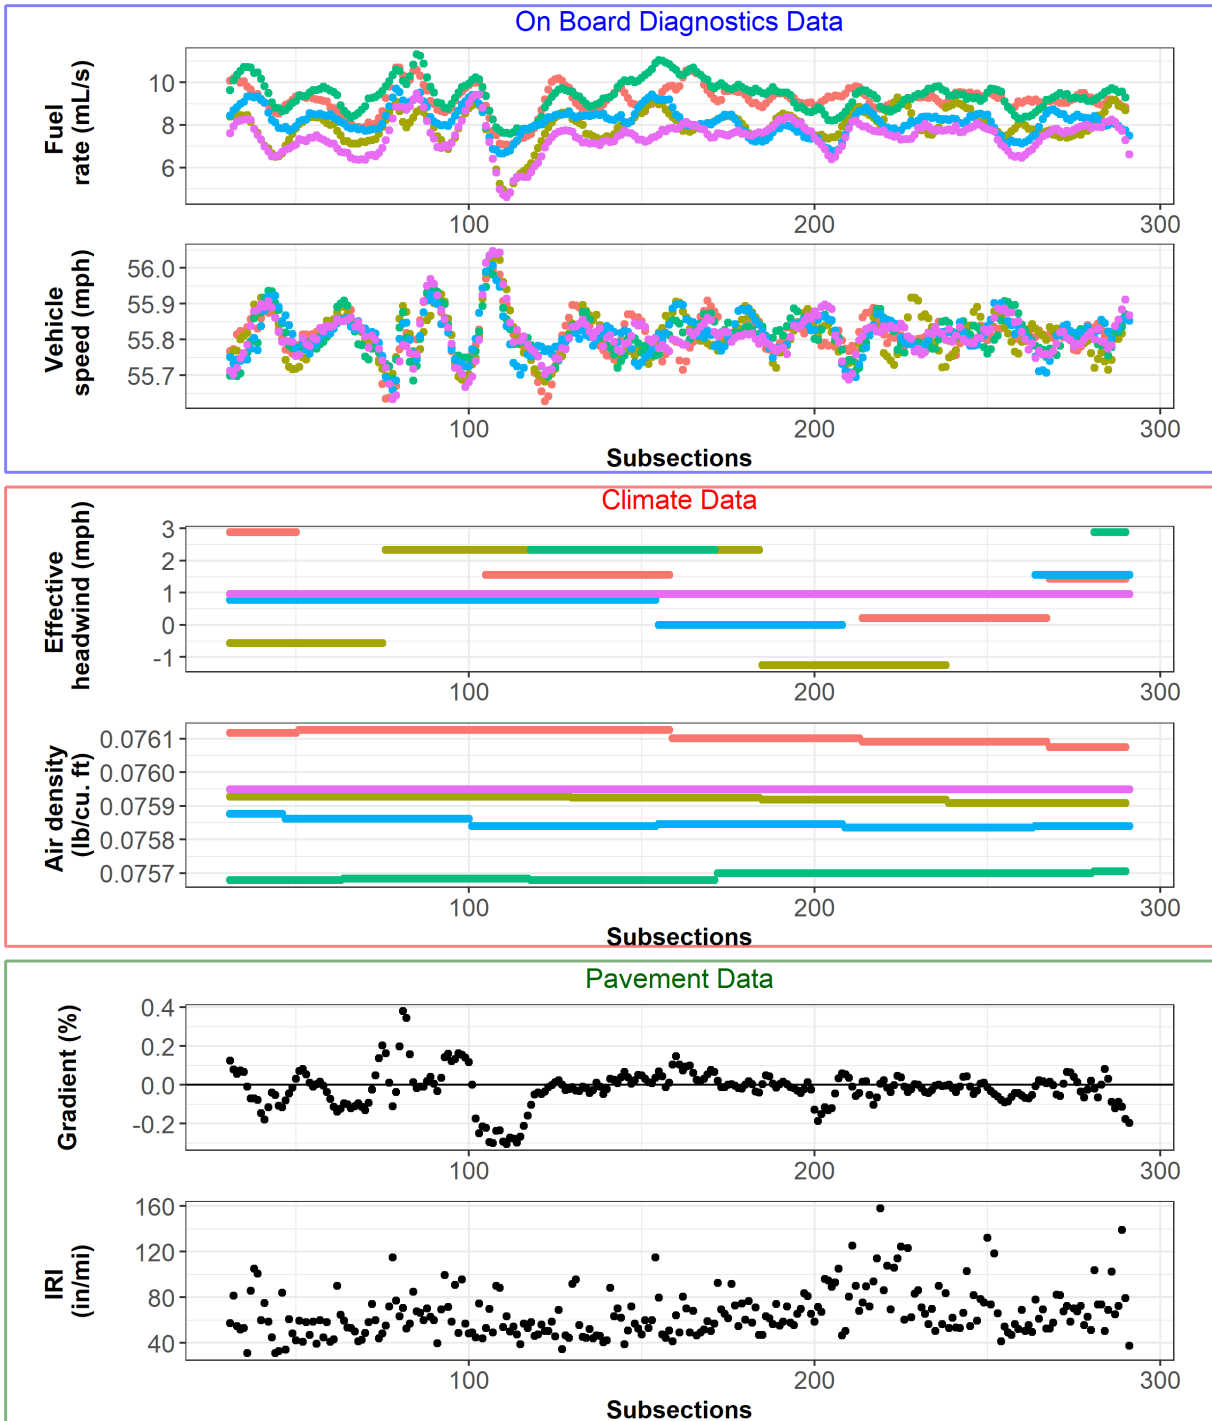 On Board Diagnostics Data
Fuel
rate (mL/s)
10
8
6
100
200
300
Vehicle
speed (mph)
56.0
55.9
55.8
55.7
100
200
300
Subsections
Climate Data
Effective
headwind (mph)
3
2
1
0
-1
100
200
300
Air density
(lb/cu. ft)
0.0761
0.0760
0.0759
0.0758
0.0757
100
200
300
Subsections
Pavement Data
Gradient (%)
0.4
0.2
0.0
-0.2
100
200
300
IRI
(in/mi)
160
120
80
40
100
200
300
Subsections